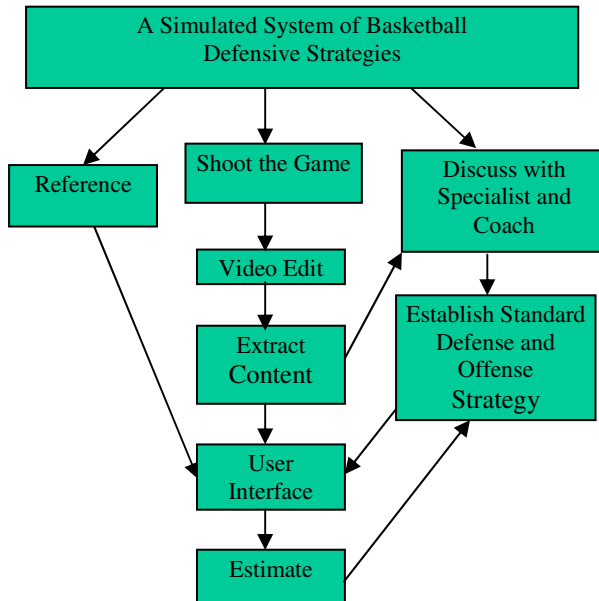 A Simulated System of Basketball
Defensive Strategies
Reference
Shoot the Game
Discuss with
Specialist and
Coach
Video Edit
Extract
Content
Establish Standard
Defense and
Offense
Strategy
User
Interface
Estimate